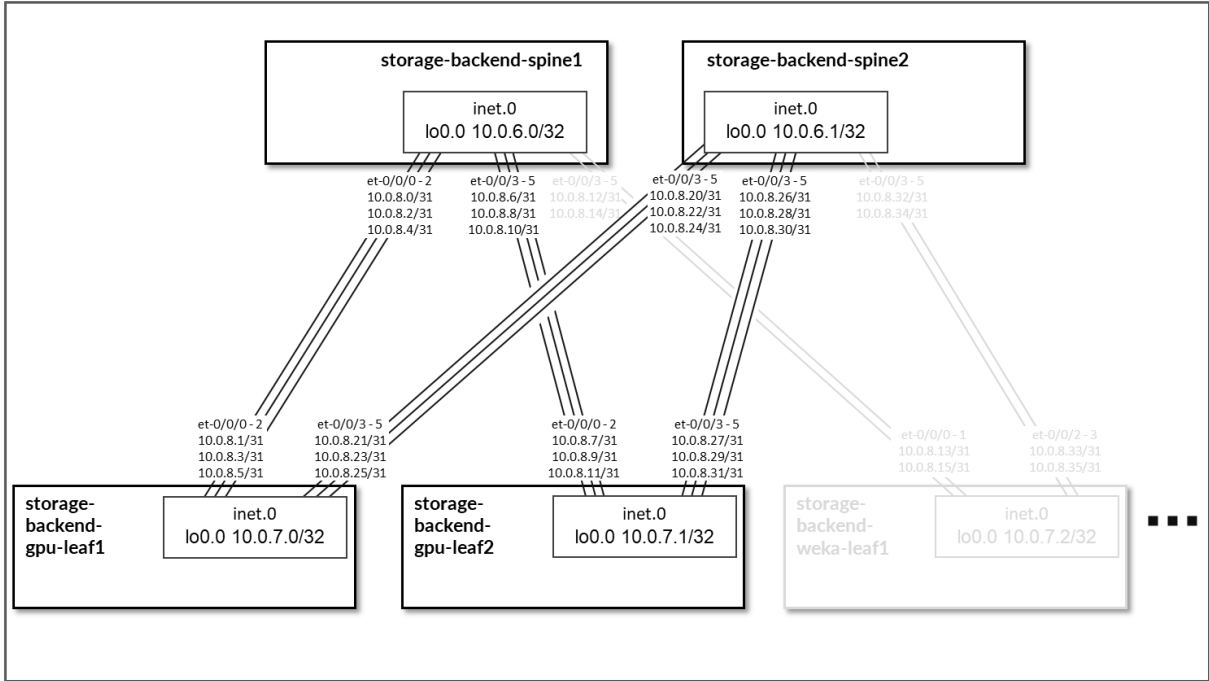 storage-backend-spine1
inet.0
lo0.0 10.0.6.0/32
storage-backend-spine2
inet.0
lo0.0 10.0.6.1/32
et-0/0/0 - 2
10.0.8.0/31
10.0.8.2/31
10.0.8.4/31
et-0/0/3 - 5
10.0.8.6/31
10.0.8.8/31
10.0.8.10/31
et-0/0/3 - 5
10.0.8.12/31
10.0.8.14/31
et-0/0/3 - 5
10.0.8.20/31
10.0.8.22/31
10.0.8.24/31
et-0/0/3 - 5
10.0.8.26/31
10.0.8.28/31
10.0.8.30/31
et-0/0/3 - 5
10.0.8.32/31
10.0.8.34/31
et-0/0/0 - 2
10.0.8.1/31
10.0.8.3/31
10.0.8.5/31
et-0/0/3 - 5
10.0.8.21/31
10.0.8.23/31
10.0.8.25/31
et-0/0/0 - 2
10.0.8.7/31
10.0.8.9/31
10.0.8.11/31
et-0/0/3 - 5
10.0.8.27/31
10.0.8.29/31
10.0.8.31/31
et-0/0/0 - 1
10.0.8.13/31
10.0.8.15/31
et-0/0/2 - 3
10.0.8.33/31
10.0.8.35/31
storage-
backend-
gpu-leaf1
inet.0
lo0.0 10.0.7.0/32
storage-
backend-
gpu-leaf2
inet.0
lo0.0 10.0.7.1/32
storage-
backend-
weka-leaf1
inet.0
lo0.0 10.0.7.2/32